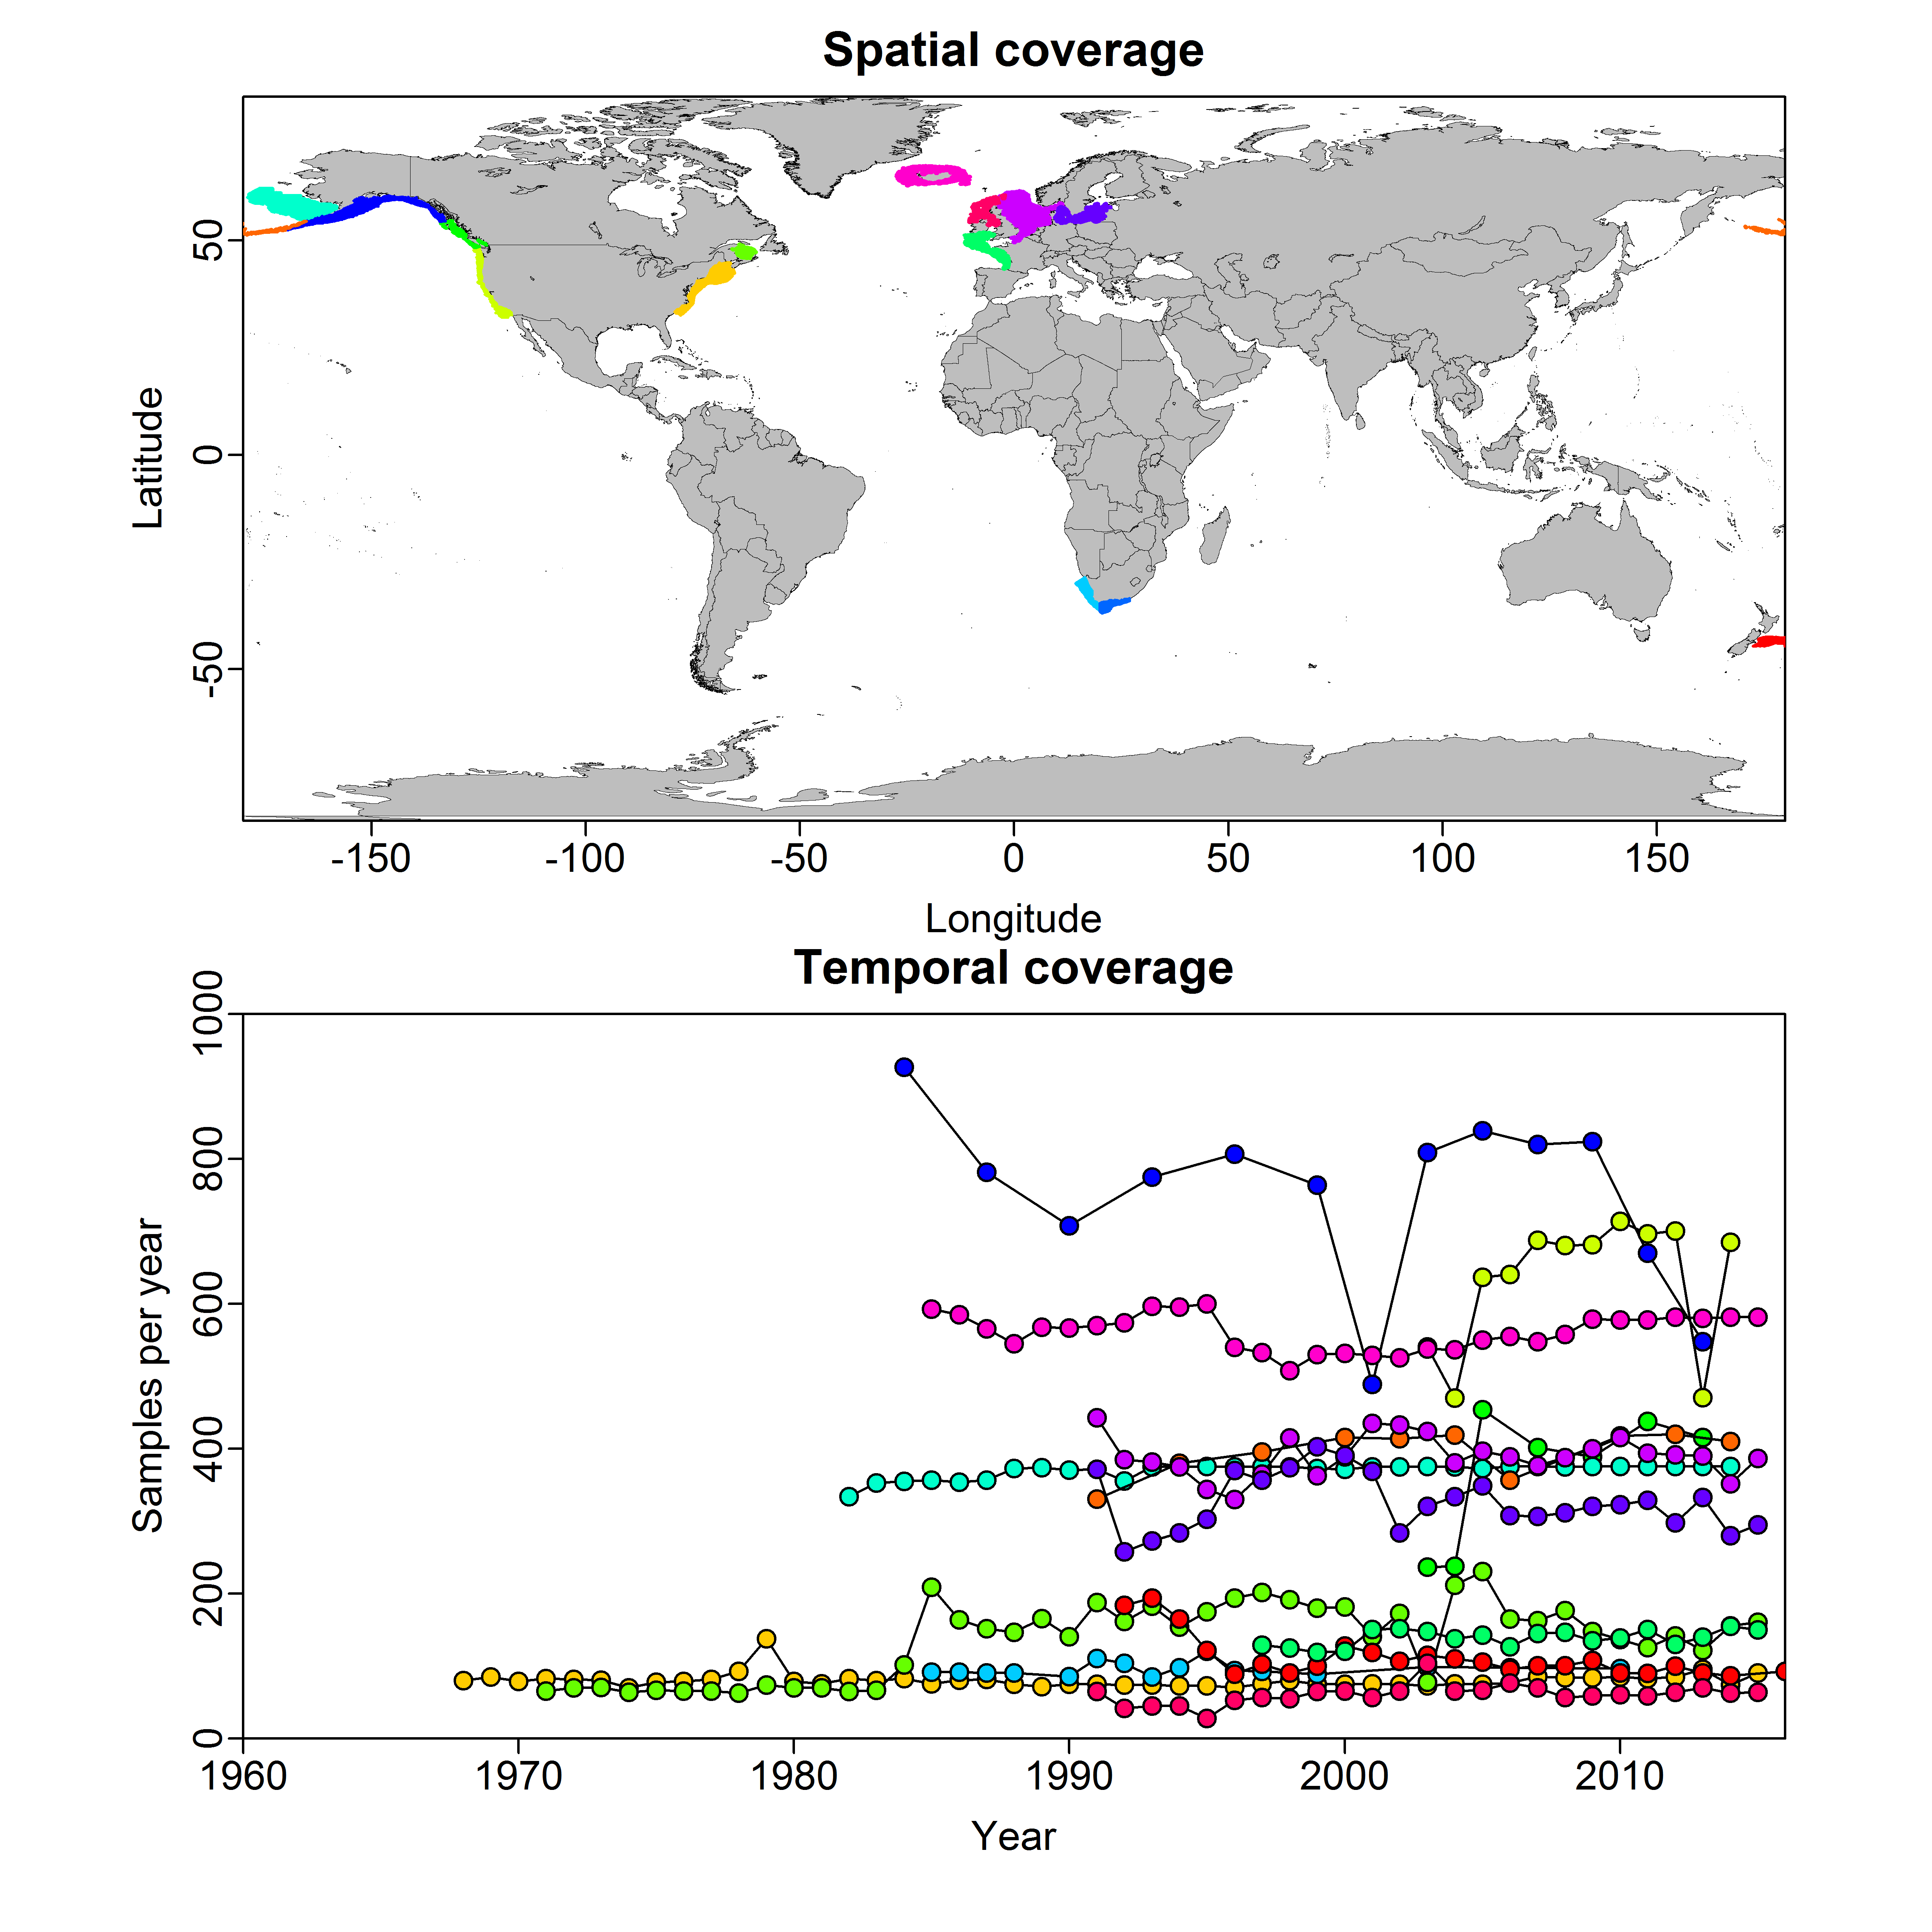 Spatial coverage
50
0
-50
Latitude
-150 -100 -50 0 50 100 150
Longitude
Temporal coverage
1000
800
600
400
200
0
Samples per year
1960 1970 1980 1990 2000 2010
Year